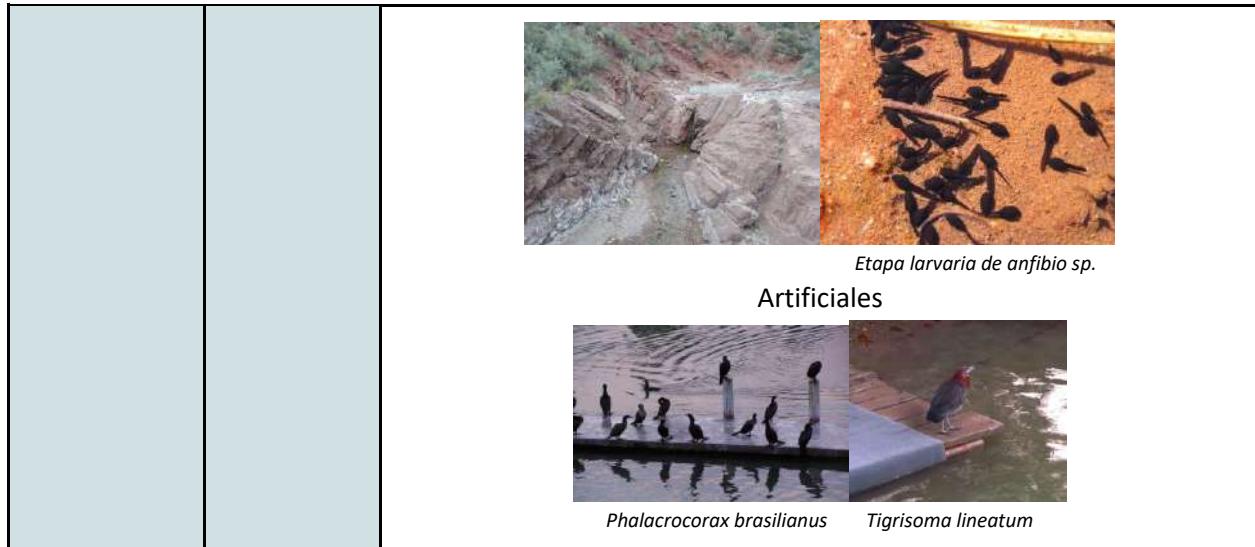 Etapa larvaria de anfibio sp.
Artificiales
Phalacrocorax brasilianus Tigrisoma lineatum